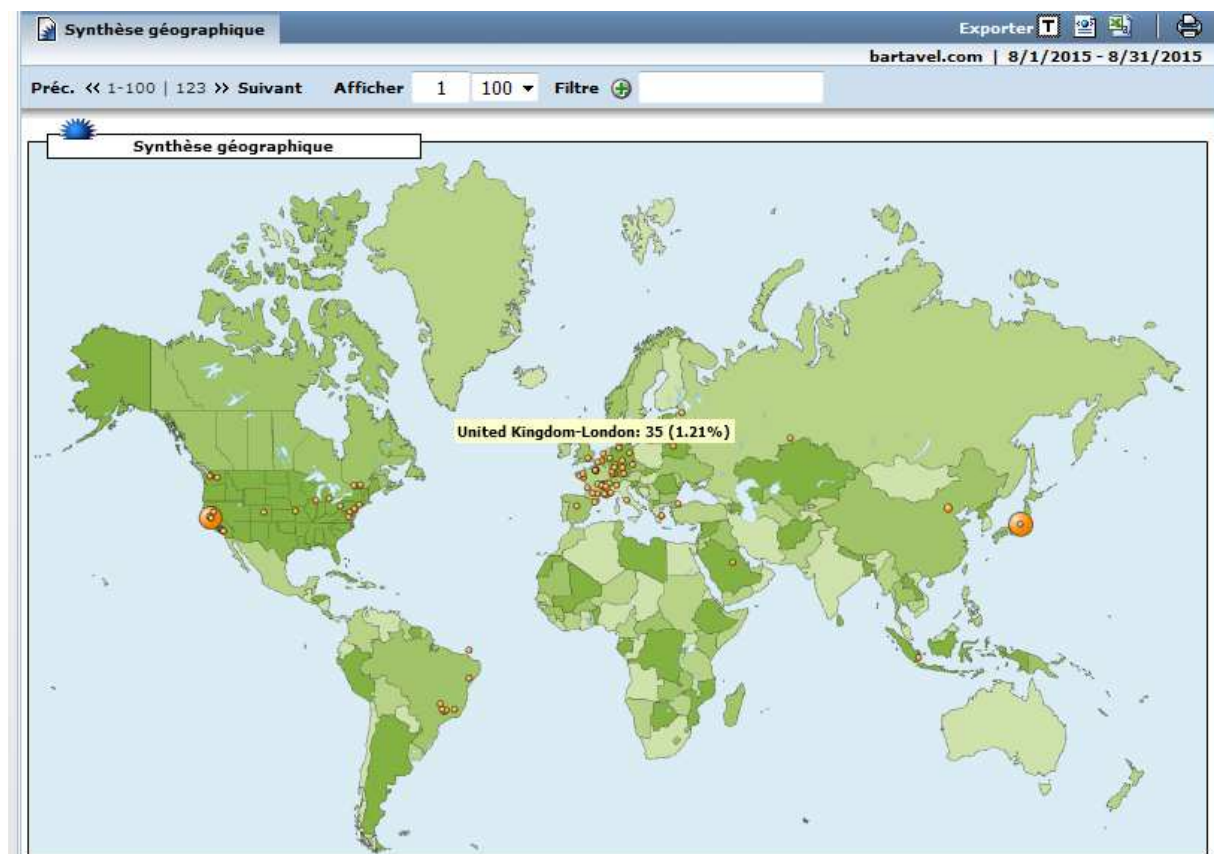 Synthèse géographique
Exporter T
bartavel.com | 8/1/2015 - 8/31/2015
Préc. << 1-100 | 123 >> Suivant Afficher 1 100 Filtre
Synthèse géographique
United Kingdom-London: 35 (1.21%)